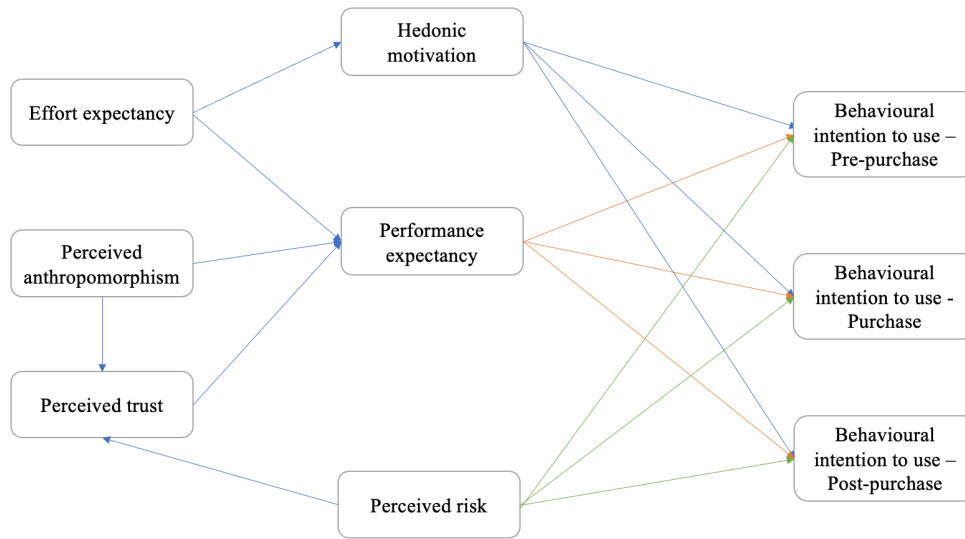 Hedonic
motivation
Effort expectancy
Behavioural
intention to use –
Pre-purchase
Perceived
anthropomorphism
Performance
expectancy
Behavioural
intention to use -
Purchase
Perceived trust
Behavioural
intention to use –
Post-purchase
Perceived risk